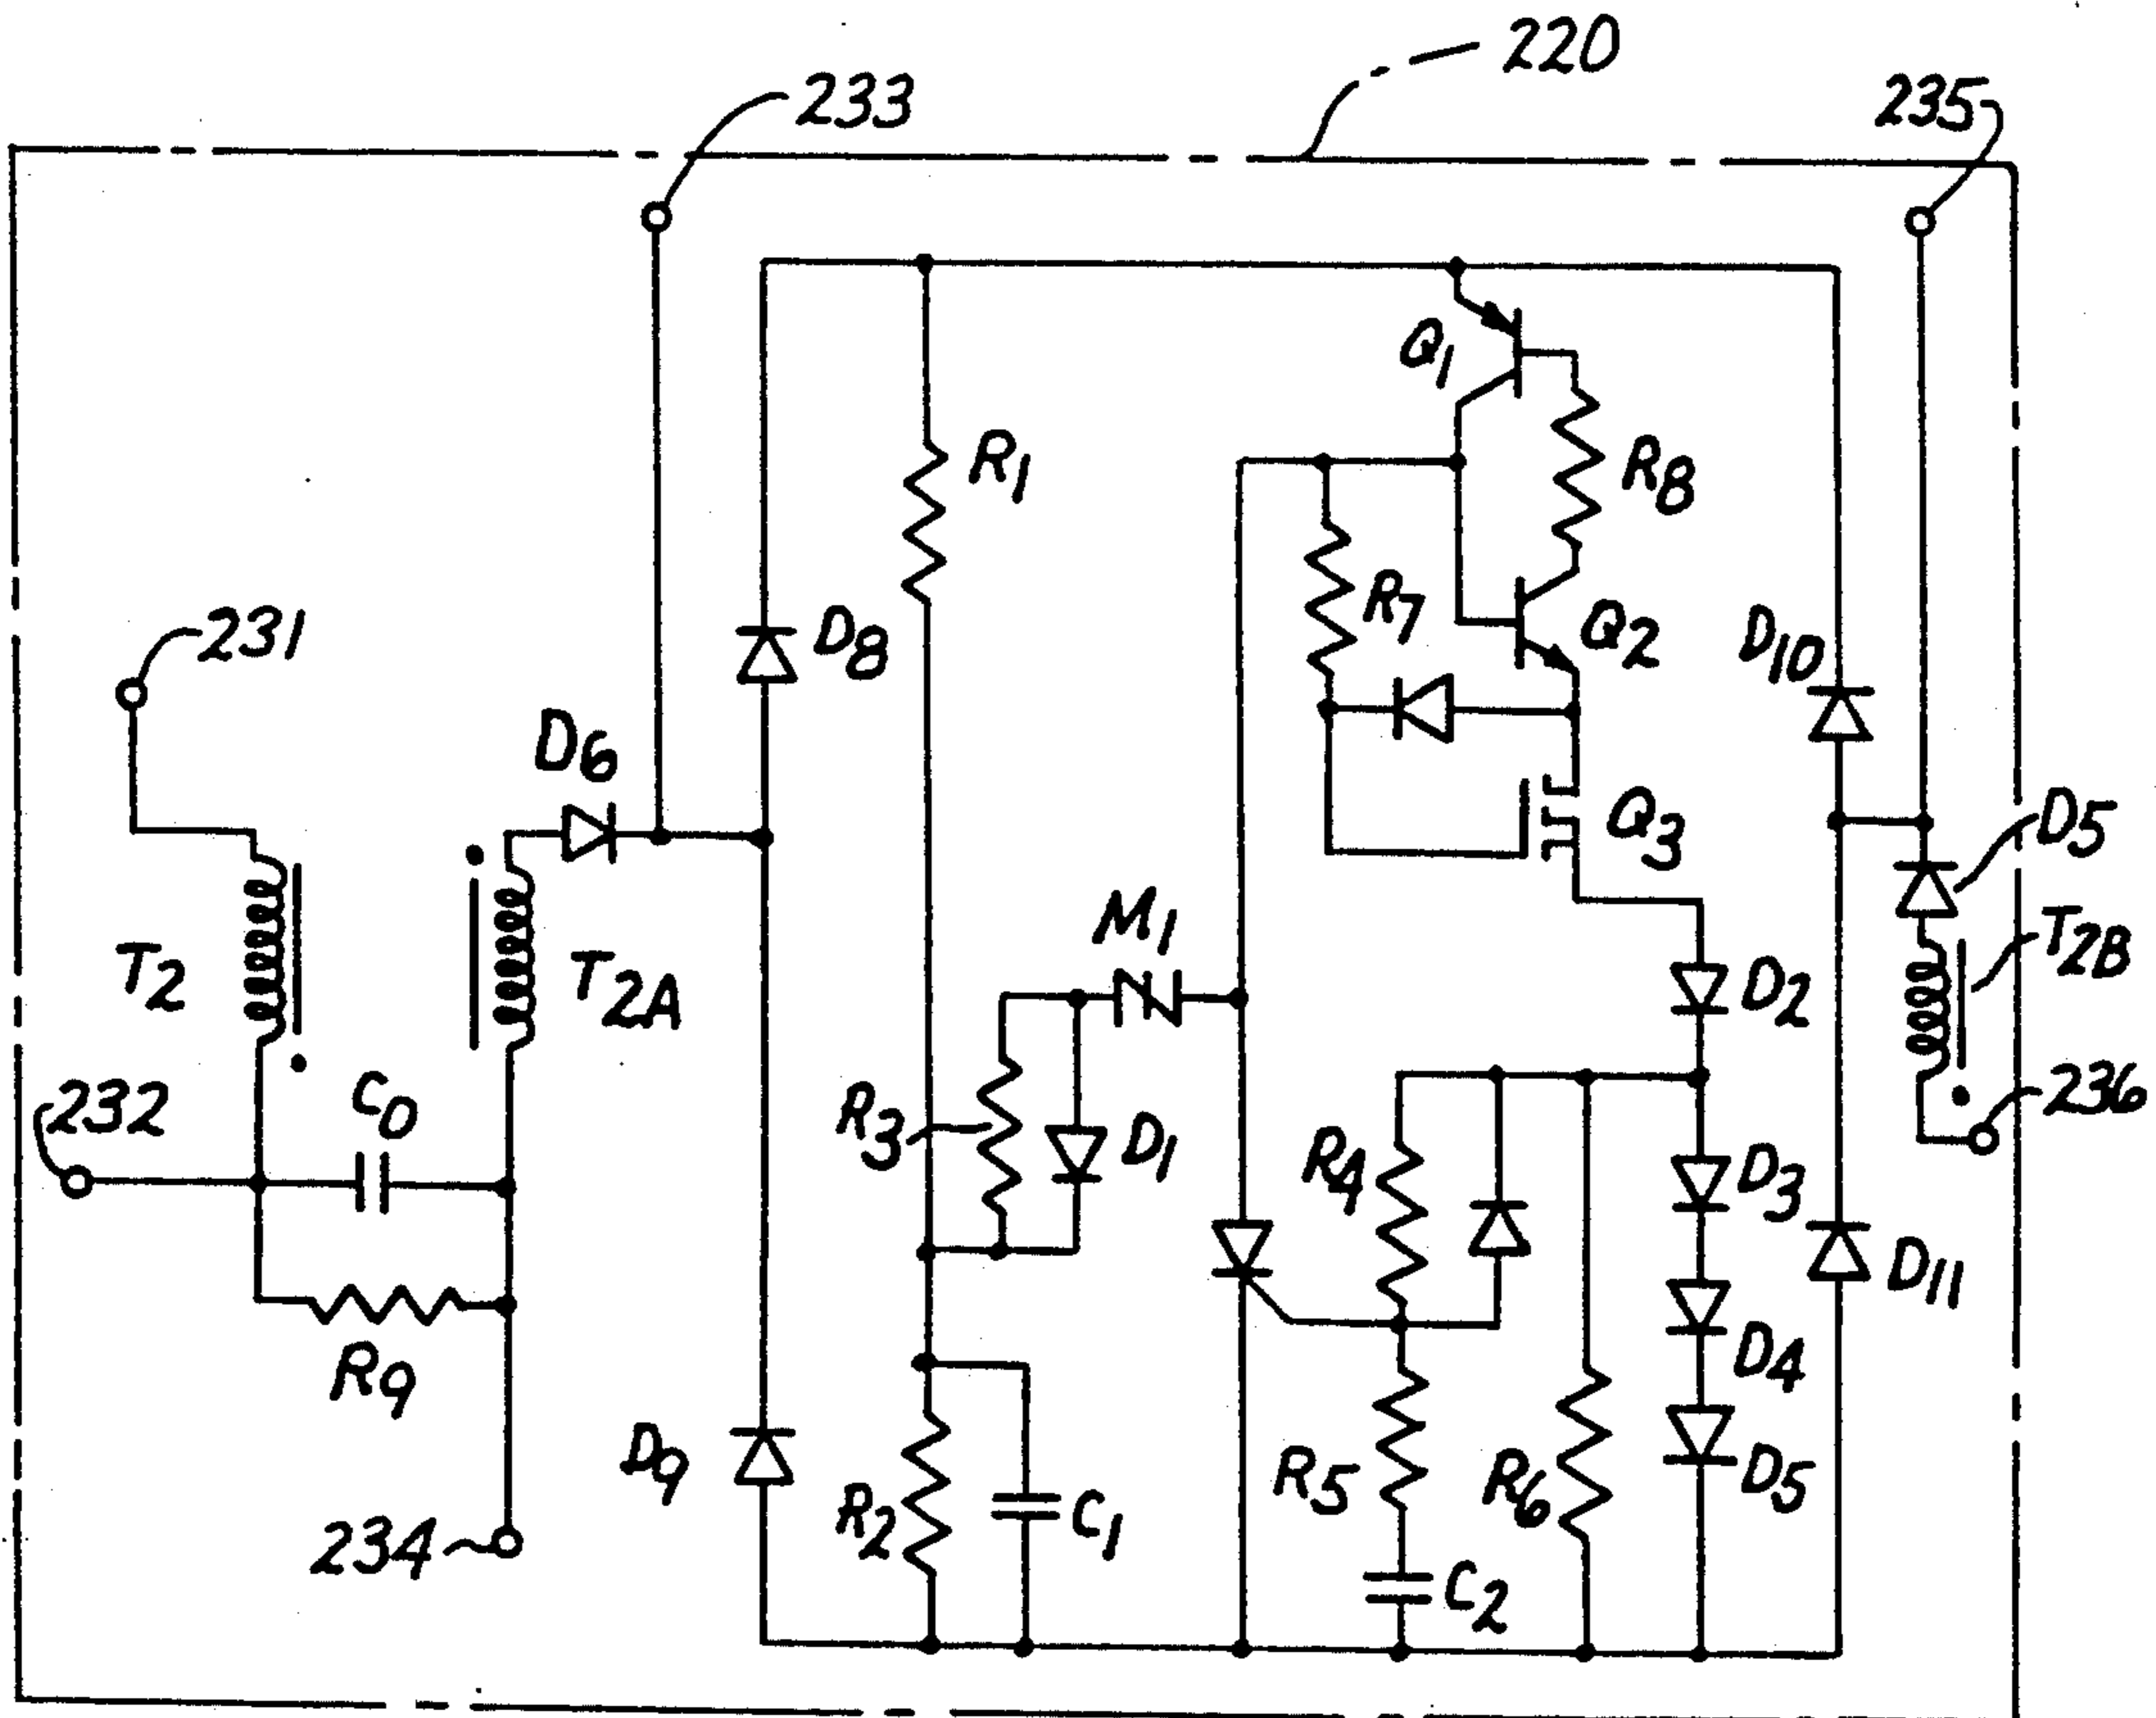 220
233
235
Q1
R1
R8
R7
231
D8
Q2
D10
D6
Q3
D5
M1
T2
T2A
T2B
D2
232
C0
R3
D1
R4
D3
236
D11
R9
D4
D9
R2
C1
R5
R6
D5
234
C2